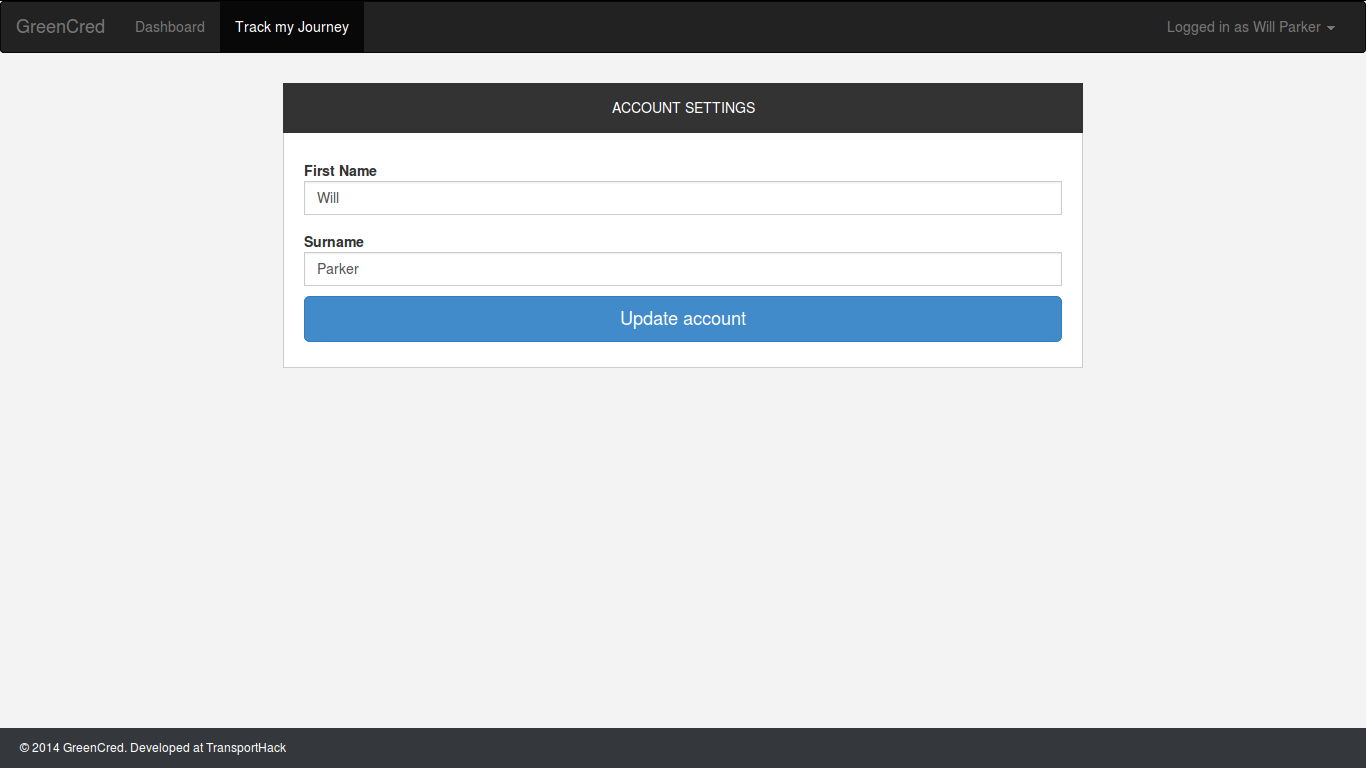 GreenCred Dashboard Track my Journey Logged in as Will Parker
ACCOUNT SETTINGS
First Name
Will
Surname
Parker
Update account
© 2014 GreenCred. Developed at TransportHack